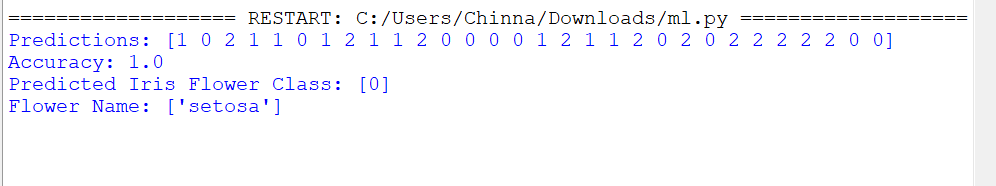 =================== RESTART: C:/Users/Chinna/Downloads/ml.py ===================
Predictions: [1 0 2 1 1 0 1 2 1 1 2 0 0 0 0 1 2 1 1 2 0 2 0 2 2 2 2 2 0 0]
Accuracy: 1.0
Predicted Iris Flower Class: [0]
Flower Name: ['setosa']